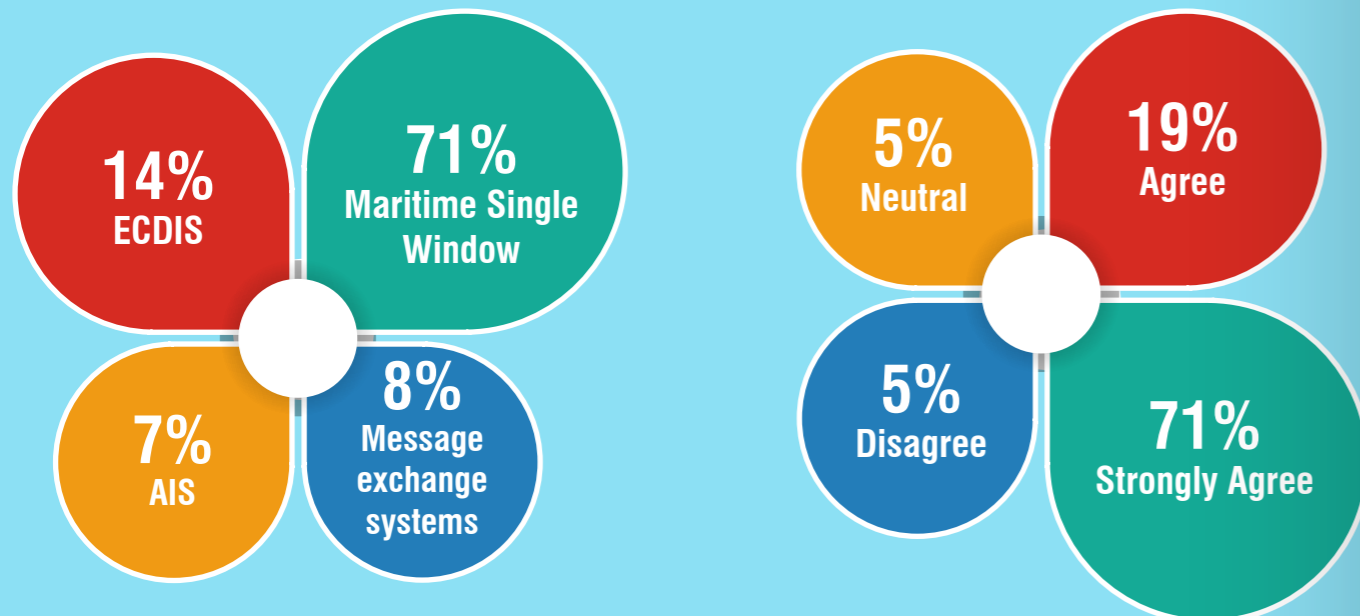 14%
ECDIS
71%
Maritime Single
Window
7%
AIS
8%
Message
exchange
systems
5%
Neutral
19%
Agree
5%
Disagree
71%
Strongly Agree